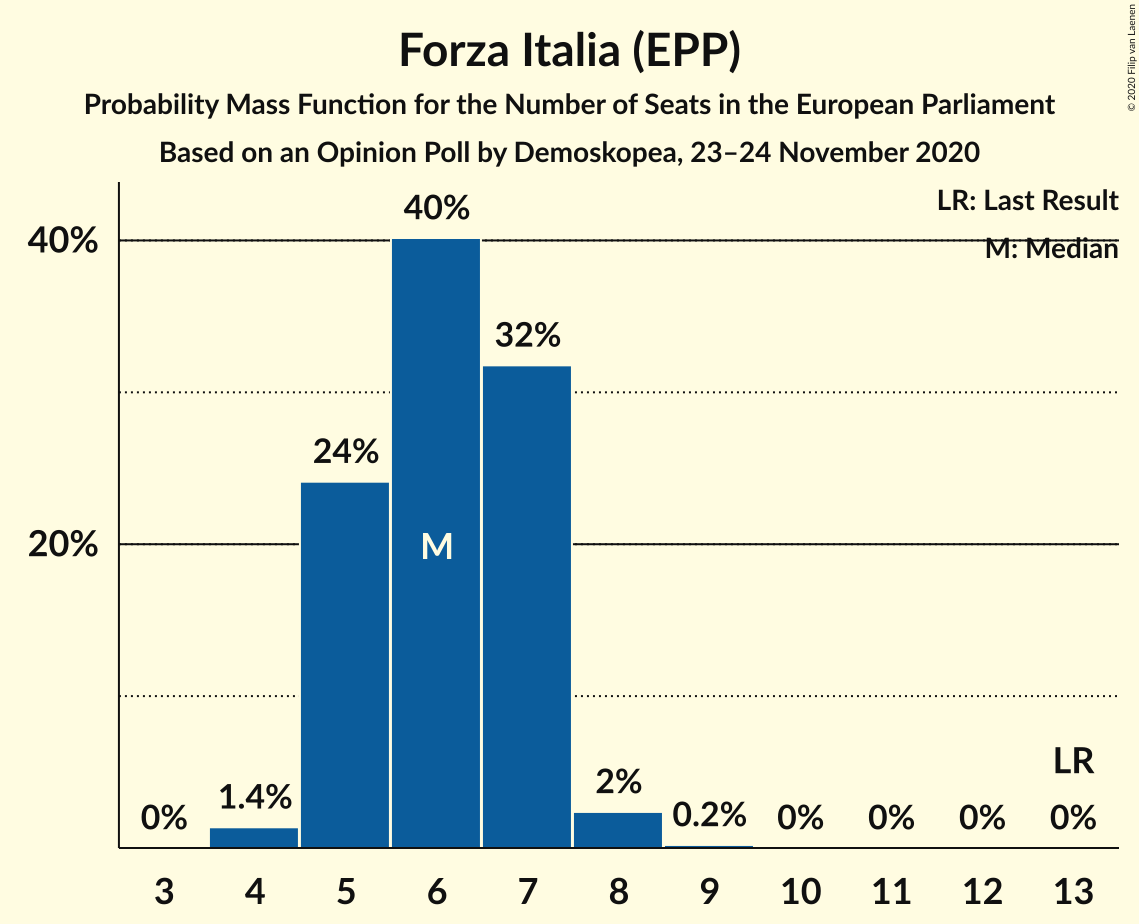 Forza Italia (EPP)
Probability Mass Function for the Number of Seats in the European Parliament
Based on an Opinion Poll by Demoskopea, 23–24 November 2020
© 2020 Filip van Laenen
LR: Last Result
M: Median
40%
20%
0%
1.4%
24%
40%
32%
2%
0.2%
0%
0%
0%
0%
M
LR
3 4 5 6 7 8 9 10 11 12 13